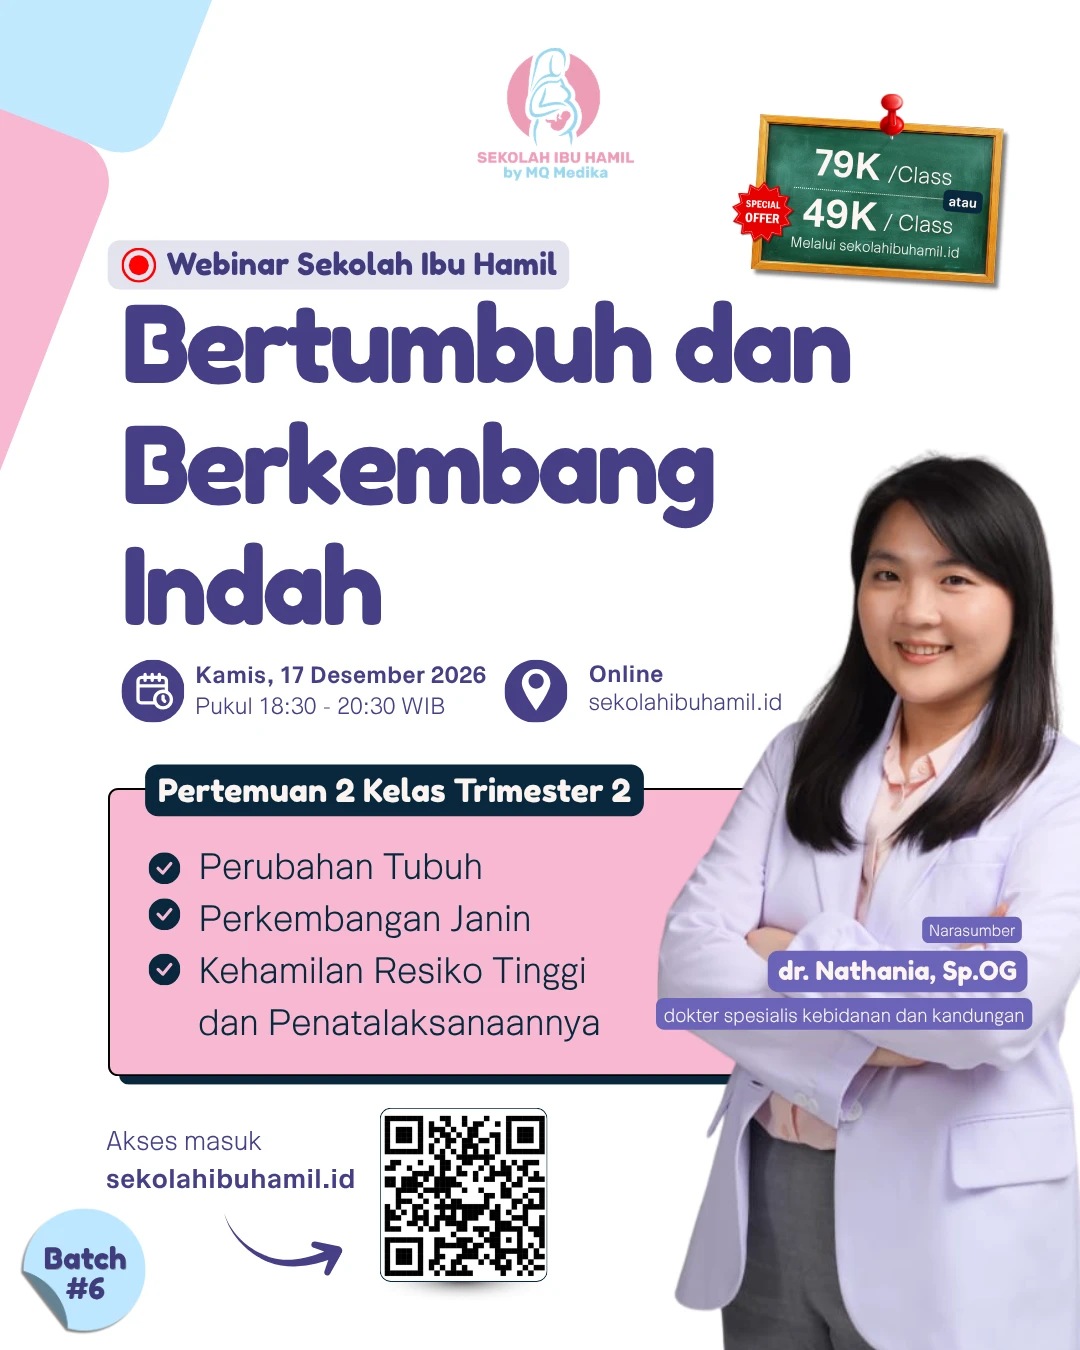 SEKOLAH IBU HAMIL
by MQ Medika
79K /Class
atau
SPECIAL
OFFER
49K / Class
Melalui sekolahibuhamil.id
Webinar Sekolah Ibu Hamil
Bertumbuh dan
Berkembang
Indah
Kamis, 17 Desember 2026
Pukul 18:30 - 20:30 WIB
Online
sekolahibuhamil.id
Pertemuan 2 Kelas Trimester 2
Perubahan Tubuh
Perkembangan Janin
Kehamilan Resiko Tinggi
dan Penatalaksanaannya
Narasumber
dr. Nathania, Sp.OG
dokter spesialis kebidanan dan kandungan
Akses masuk
sekolahibuhamil.id
Batch
#6